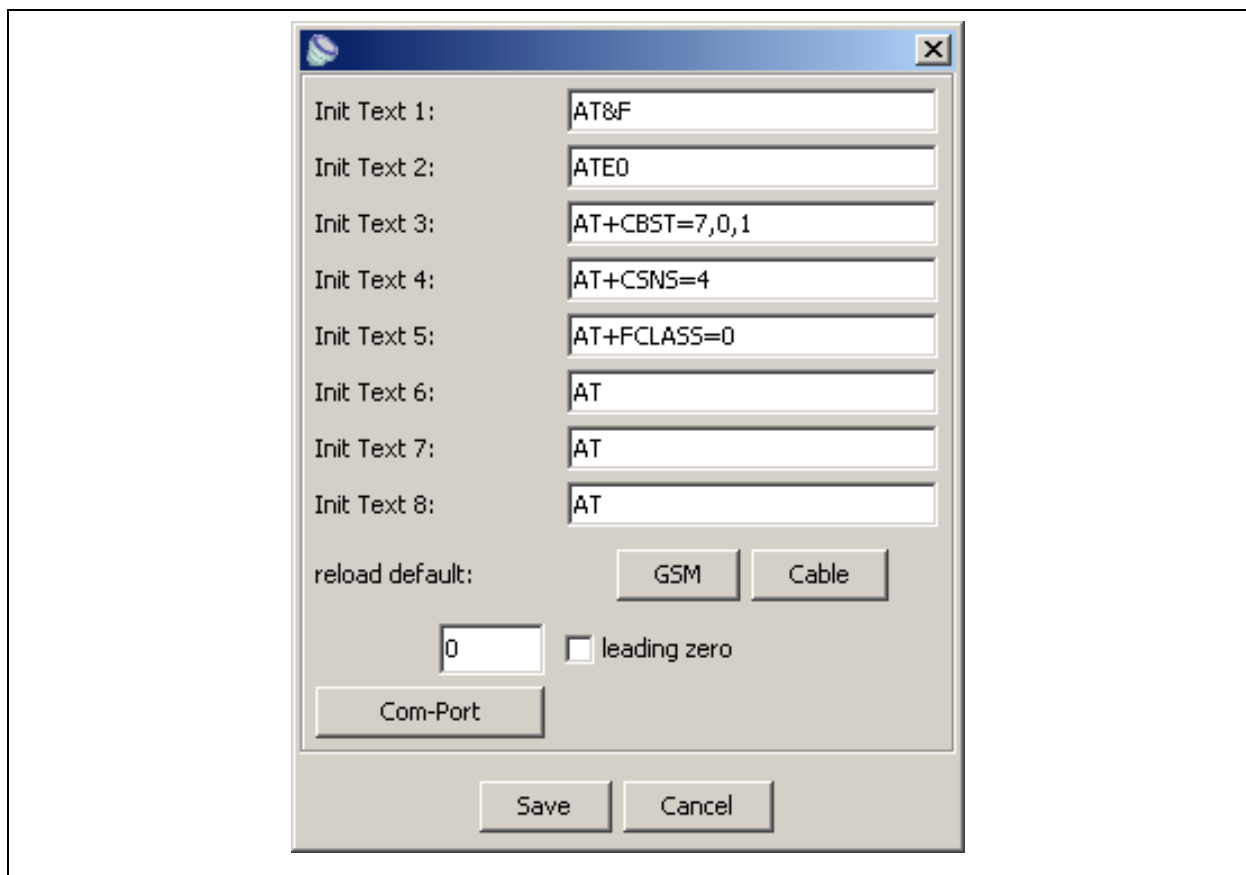 Init Text 1: AT&F
Init Text 2: ATE0
Init Text 3: AT+CBST=7,0,1
Init Text 4: AT+CSNS=4
Init Text 5: AT+FCLASS=0
Init Text 6: AT
Init Text 7: AT
Init Text 8: AT
reload default: GSM Cable
0 leading zero
Com-Port
Save Cancel